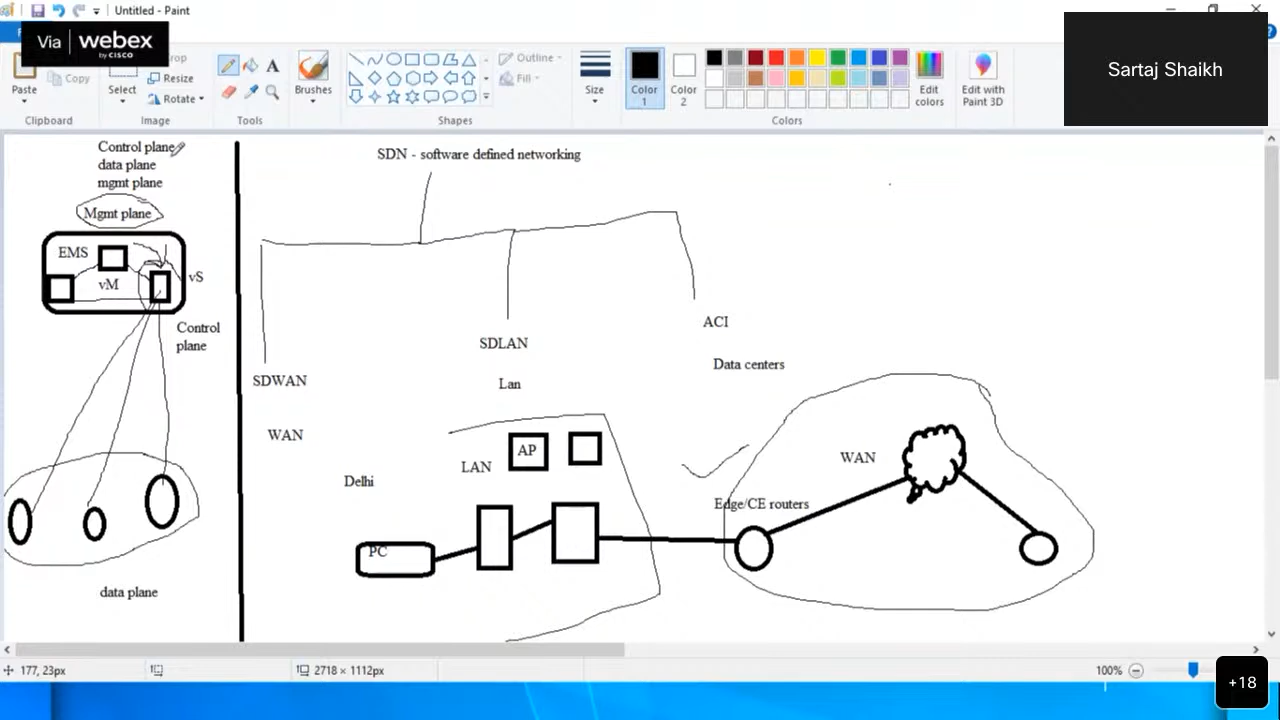 Untitled - Paint
Via webex
by CISCO
Sartaj Shaikh
Paste
Copy
Clipboard
Select
Crop
Resize
Rotate
Image
A
Tools
Brushes
Outline
Fill
Shapes
Size
Color 1
Color 2
Edit colors
Edit with Paint 3D
Colors
Control plane
data plane
mgmt plane
Mgmt plane
EMS
vM
vS
Control
plane
data plane
SDN - software defined networking
SDWAN
WAN
SDLAN
Lan
ACI
Data centers
Delhi
LAN
AP
PC
Edge/CE routers
WAN
177, 23px
2718 × 1112px
100%
+18